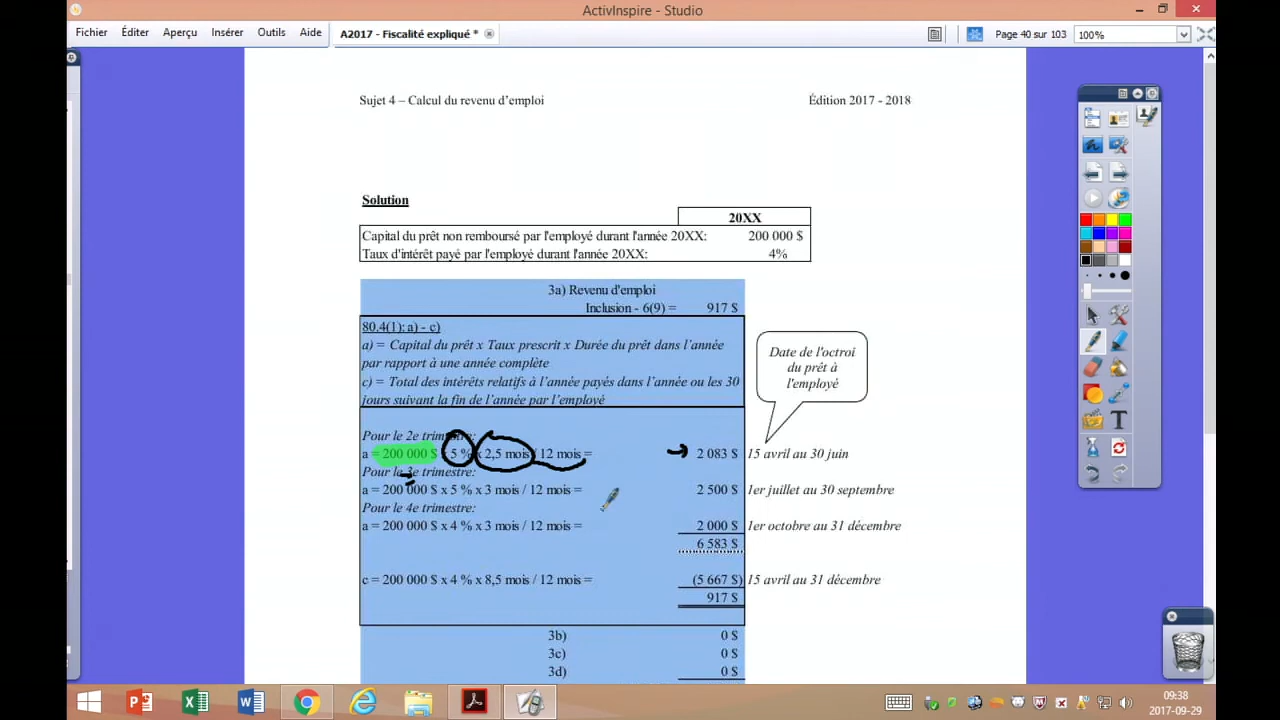 ActivInspire - Studio
Fichier Éditer Aperçu Insérer Outils Aide
A2017 - Fiscalité expliqué *
Page 40 sur 103
100%
Sujet 4 – Calcul du revenu d'emploi
Édition 2017 - 2018
Solution
20XX
Capital du prêt non remboursé par l'employé durant l'année 20XX: 200 000 $
Taux d'intérêt payé par l'employé durant l'année 20XX: 4%
3a) Revenu d'emploi
Inclusion - 6(9) = 917 $
80.4(1): a) - c)
a) = Capital du prêt x Taux prescrit x Durée du prêt dans l'année
par rapport à une année complète
c) = Total des intérêts relatifs à l'année payés dans l'année ou les 30
jours suivant la fin de l'année par l'employé
Date de l'octroi
du prêt à
l'employé
Pour le 2e trimestre:
a = 200 000 $ x 5 % x 2,5 mois / 12 mois = 2 083 $ 15 avril au 30 juin
Pour le 3e trimestre:
a = 200 000 $ x 5 % x 3 mois / 12 mois = 2 500 $ 1er juillet au 30 septembre
Pour le 4e trimestre:
a = 200 000 $ x 4 % x 3 mois / 12 mois = 2 000 $ 1er octobre au 31 décembre
6 583 $
c = 200 000 $ x 4 % x 8,5 mois / 12 mois = (5 667 $) 15 avril au 31 décembre
917 $
3b) 0 $
3c) 0 $
3d) 0 $
09:38
2017-09-29